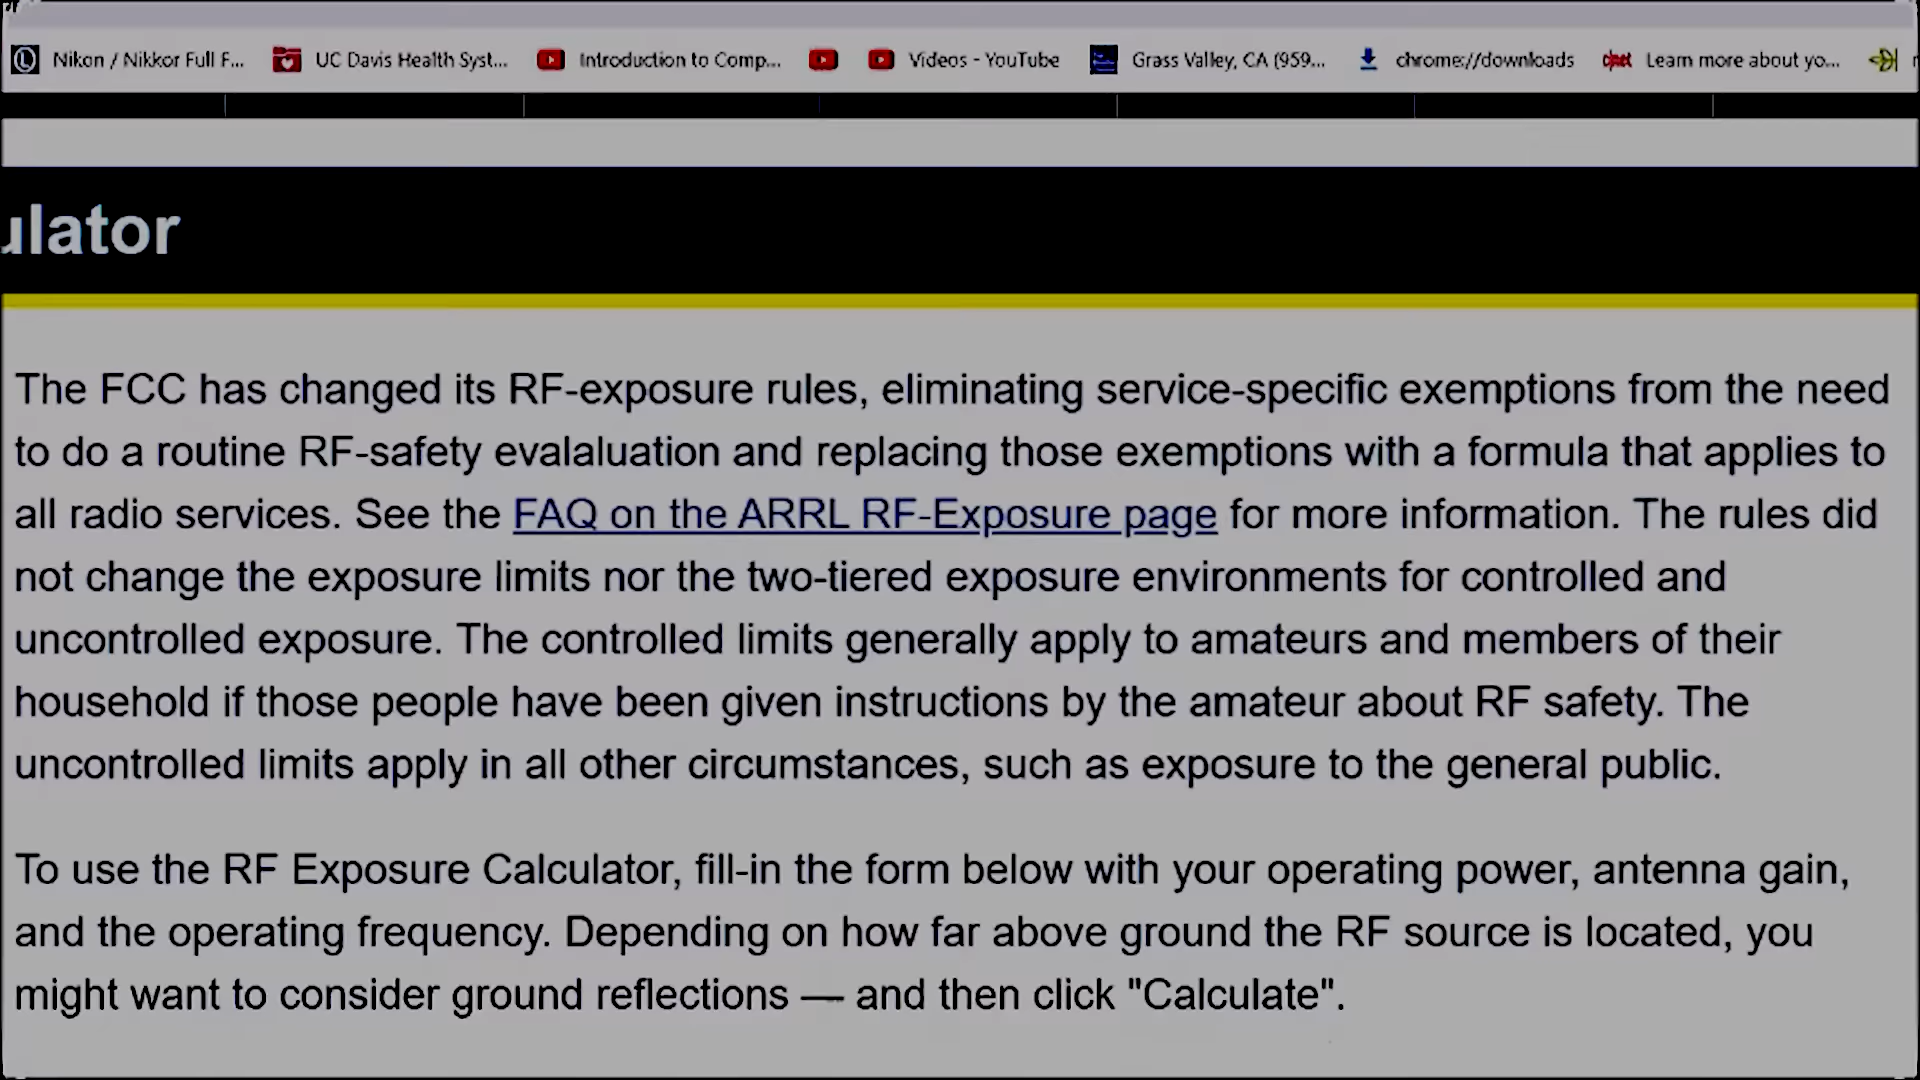 Nikon / Nikkor Full F... UC Davis Health Syst... Introduction to Comp... Videos - YouTube Grass Valley, CA (959... chrome://downloads cnet Learn more about yo...
ulator
The FCC has changed its RF-exposure rules, eliminating service-specific exemptions from the need
to do a routine RF-safety evalaluation and replacing those exemptions with a formula that applies to
all radio services. See the FAQ on the ARRL RF-Exposure page for more information. The rules did
not change the exposure limits nor the two-tiered exposure environments for controlled and
uncontrolled exposure. The controlled limits generally apply to amateurs and members of their
household if those people have been given instructions by the amateur about RF safety. The
uncontrolled limits apply in all other circumstances, such as exposure to the general public.
To use the RF Exposure Calculator, fill-in the form below with your operating power, antenna gain,
and the operating frequency. Depending on how far above ground the RF source is located, you
might want to consider ground reflections — and then click "Calculate".